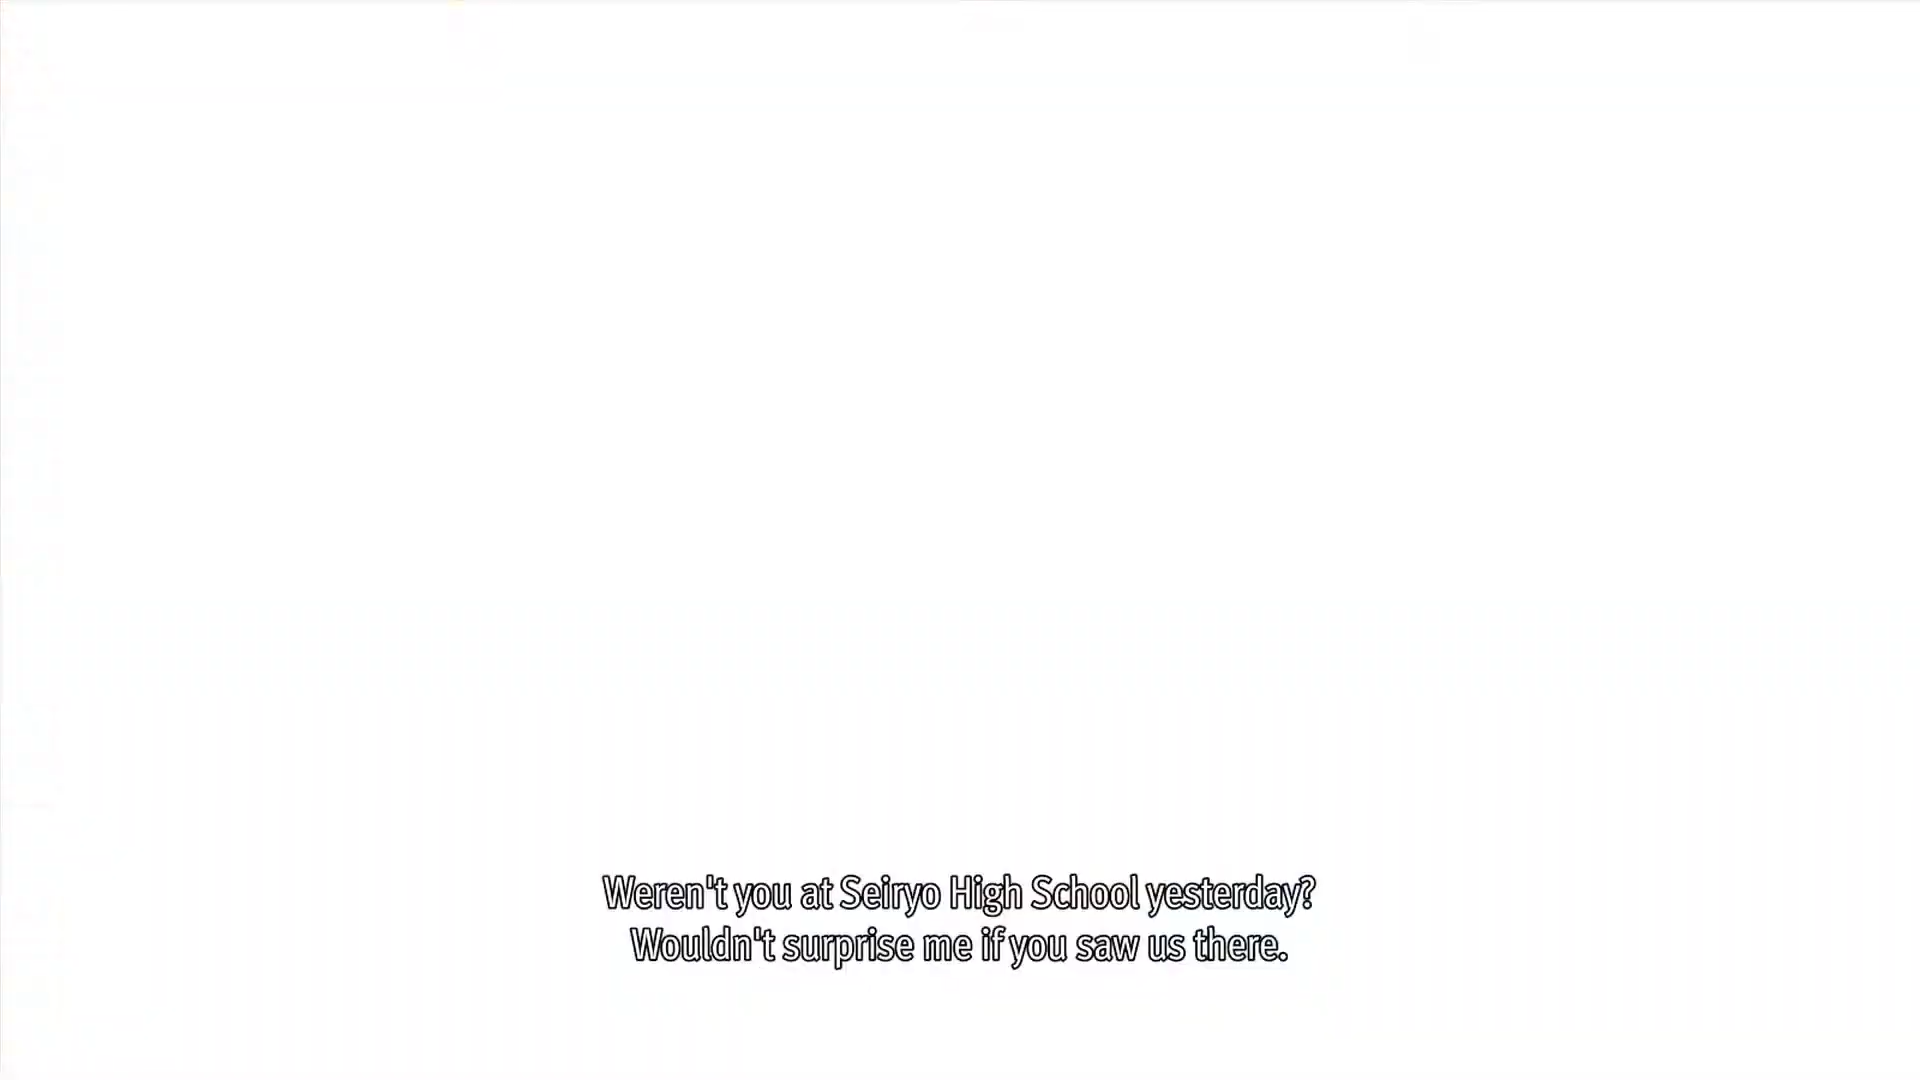 Weren't you at Seiryo High School yesterday?
Wouldn't surprise me if you saw us there.